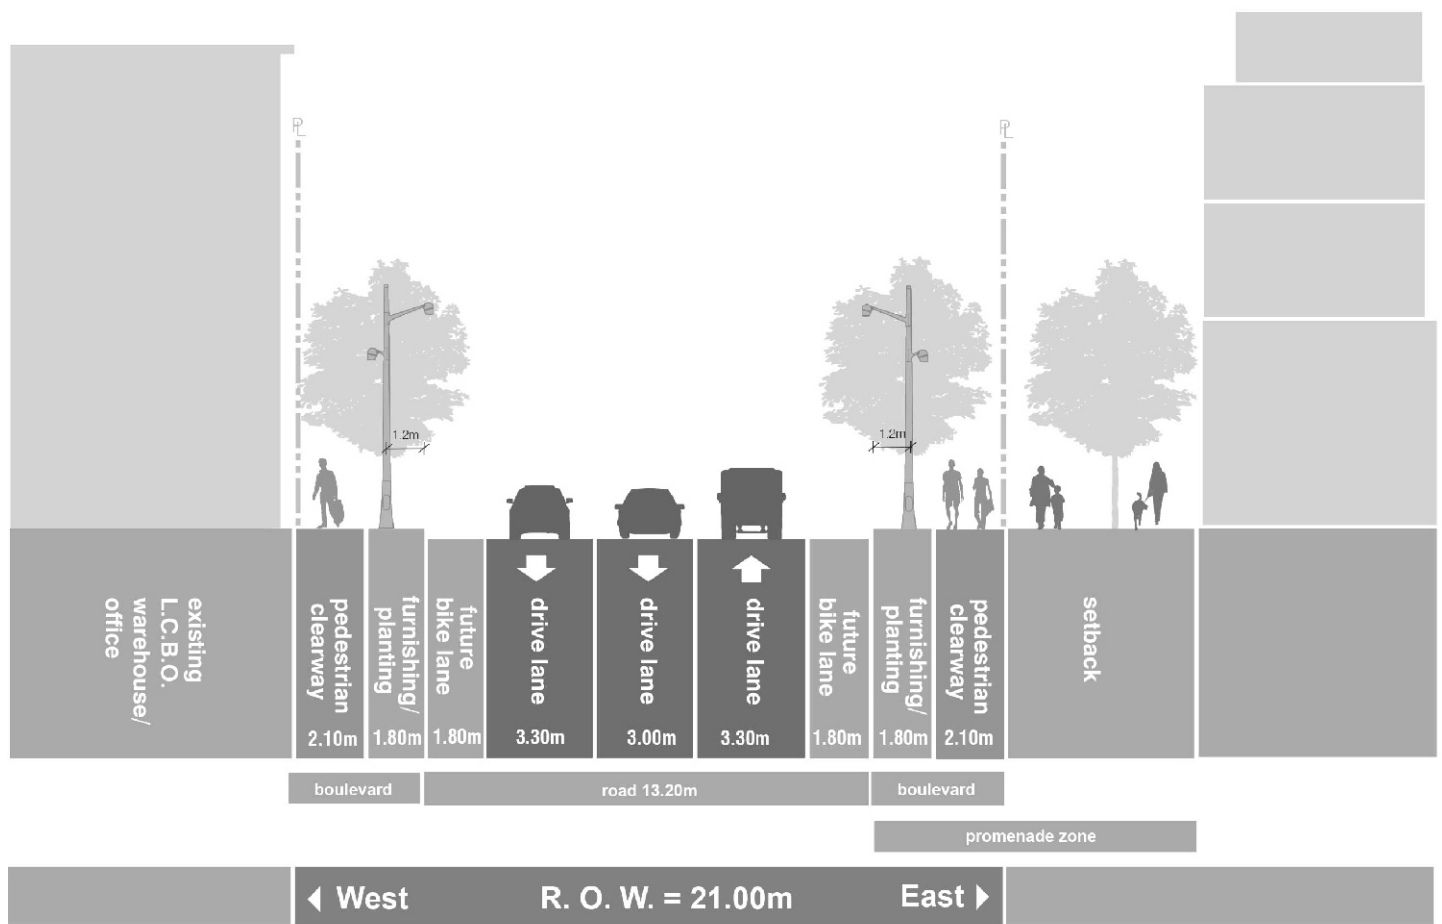 PL
PL
1.2m
1.2m
existing
L.C.B.O.
warehouse/
office
pedestrian
clearway
2.10m
furnishing/
planting
1.80m
future
bike lane
1.80m
drive lane
3.30m
drive lane
3.00m
drive lane
3.30m
future
bike lane
1.80m
furnishing/
planting
1.80m
pedestrian
clearway
2.10m
setback
boulevard
road 13.20m
boulevard
promenade zone
West
R. O. W. = 21.00m
East